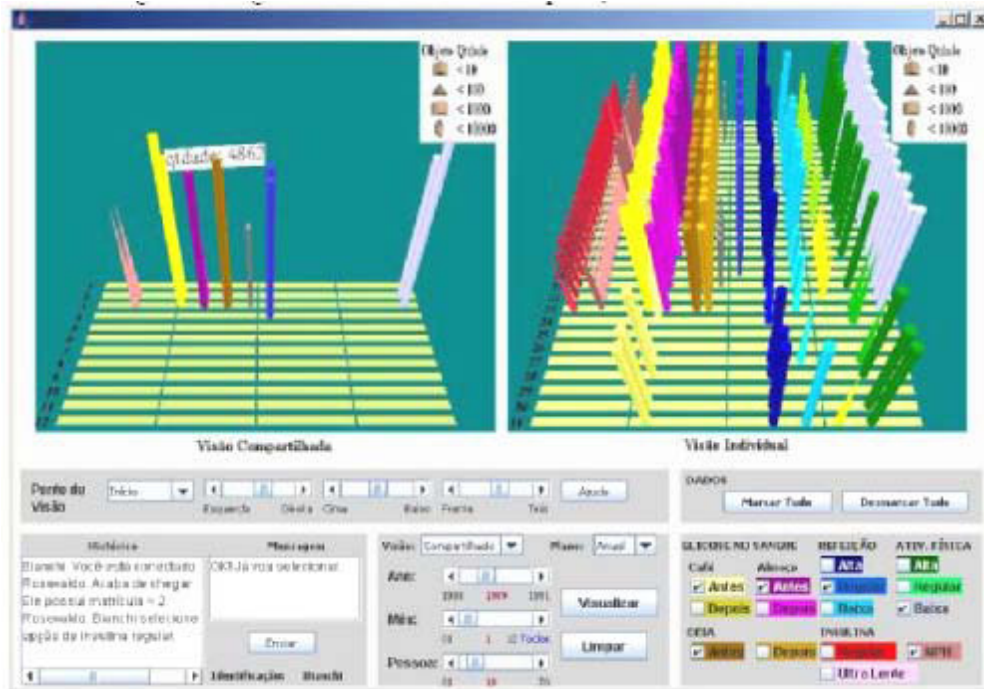 Objeto Qtdade
< 10
< 100
< 1000
< 10000
Objeto Qtdade
< 10
< 100
< 1000
< 10000
qtdade: 4863
Visão Compartilhada
Visão Individual
Ponto de Visão
Início
Esquerda Direita Cima Baixo Frente Trás
Ajuda
DADOS
Marcar Tudo
Desmarcar Tudo
Histórico
Bianchi. Você está conectado
Rosevaldo. Acaba de chegar
Ele possui matrícula = 2
Rosevaldo. Bianchi selecione
opção de insulina regular
Mensagem
OK!! Já vou selecionar
Enviar
Identificação Bianchi
Visão: Compartilhada
Plano: Anual
Ano:
1988 1989 1991
Mês:
01 1 12 Todos
Pessoa:
01 70
Visualizar
Limpar
GLICOSE NO SANGUE
REFEIÇÃO
ATIV. FÍSICA
Café
Almoço
Antes
Antes
Depois
Depois
Alta
Regular
Baixa
Alta
Regular
Baixa
CEIA
Antes
Depois
INSULINA
Regular
NPH
Ultra Lente